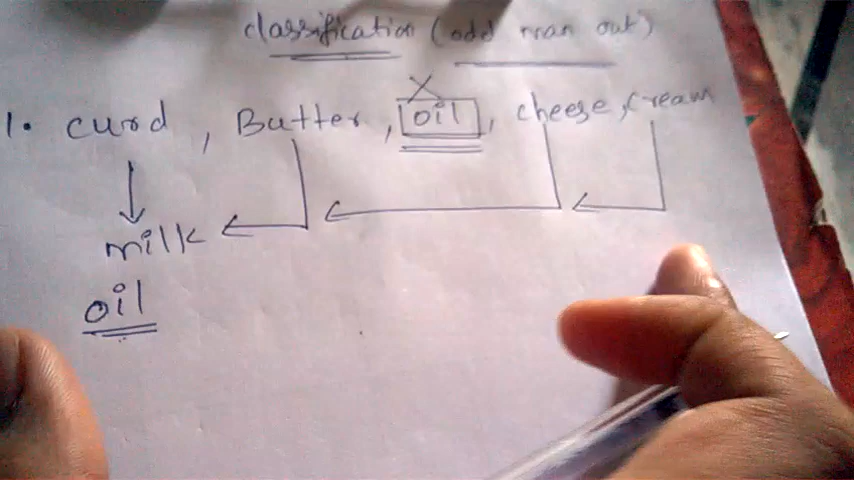 classification (odd man out)
1. curd, Butter, oil, cheese, cream
milk
oil